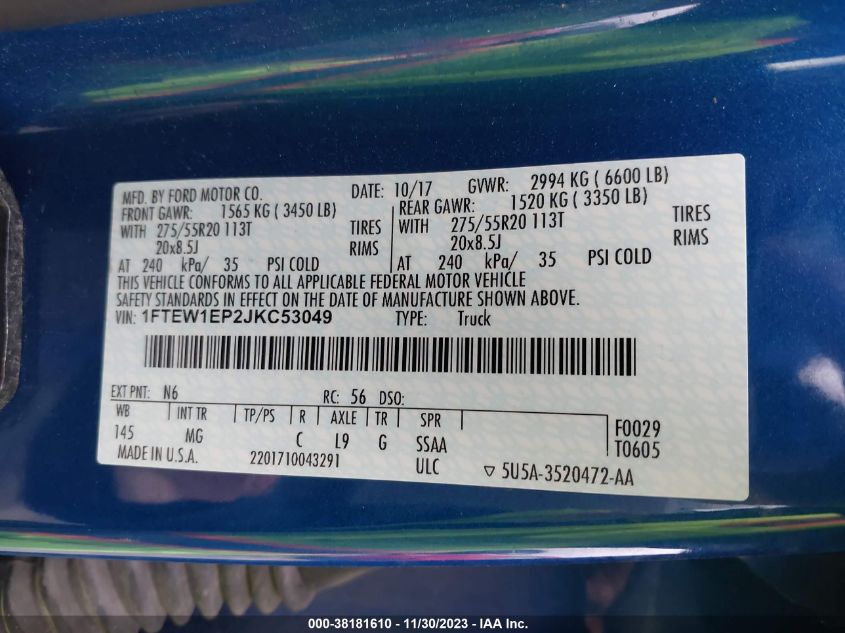 MFD. BY FORD MOTOR CO. DATE: 10/17 GVWR: 2994 KG ( 6600 LB)
FRONT GAWR: 1565 KG ( 3450 LB) REAR GAWR: 1520 KG ( 3350 LB)
WITH 275/55R20 113T TIRES WITH 275/55R20 113T TIRES
20x8.5J RIMS 20x8.5J RIMS
AT 240 kPa/ 35 PSI COLD AT 240 kPa/ 35 PSI COLD
THIS VEHICLE CONFORMS TO ALL APPLICABLE FEDERAL MOTOR VEHICLE
SAFETY STANDARDS IN EFFECT ON THE DATE OF MANUFACTURE SHOWN ABOVE.
VIN: 1FTEW1EP2JKC53049 TYPE: Truck
EXT PNT: N6 RC: 56 DSO:
WB INT TR TP/PS R AXLE TR SPR F0029
145 MG C L9 G SSAA T0605
MADE IN U.S.A. 2201710043291 ULC ▽ 5U5A-3520472-AA
000-38181610 - 11/30/2023 - IAA Inc.